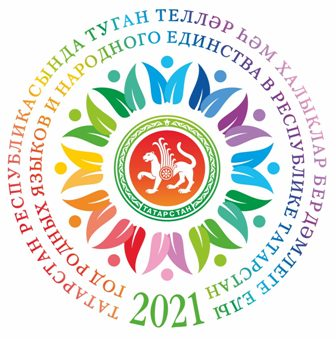 ТАТАРСТАН РЕСПУБЛИКАСЫНДА ТУГАН ТЕЛЛӘР ҺӘМ ХАЛЫКЛАР БЕРДӘМЛЕГЕ ЕЛЫ
ГОД РОДНЫХ ЯЗЫКОВ И НАРОДНОГО ЕДИНСТВА В РЕСПУБЛИКЕ ТАТАРСТАН
ТАТАРСТАН
2021